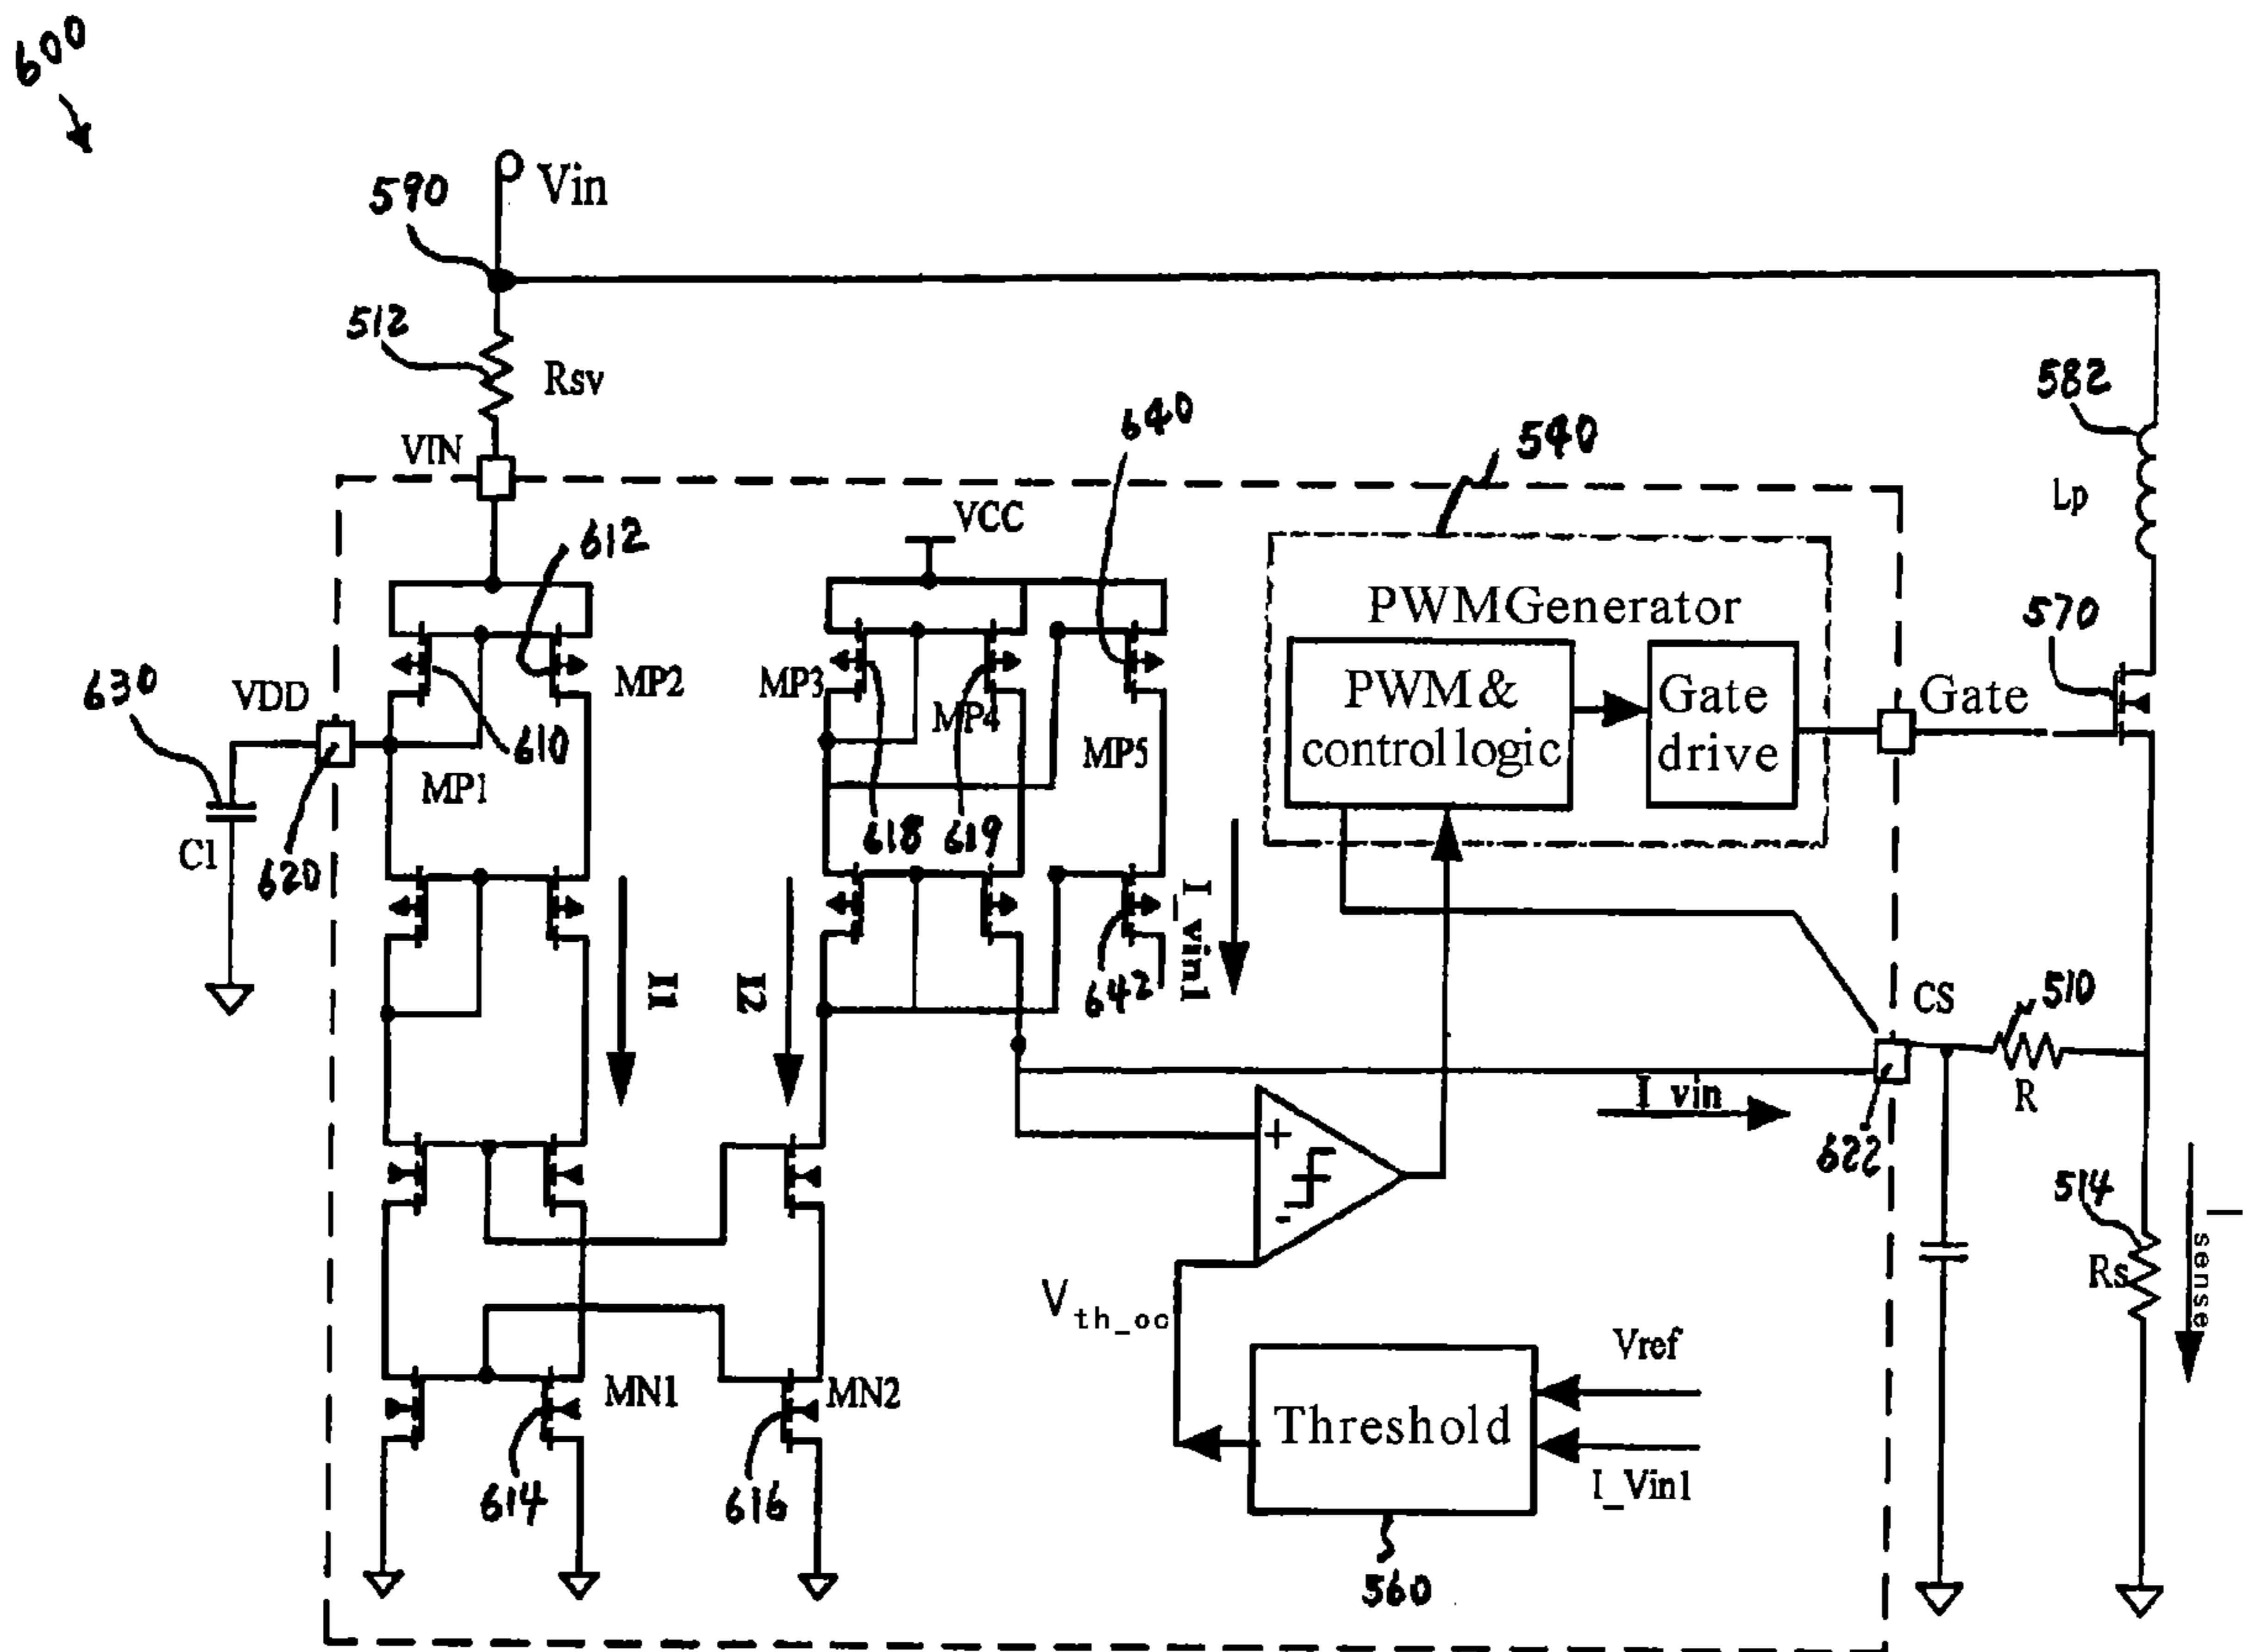 600
590
Vin
512
Rsv
VIN
640
540
582
Lp
VCC
612
PWMGenerator
570
630
VDD
MP2
MP3
PWM &
control logic
Gate
drive
Gate
MP4
610
MP5
MP1
C1
620
618
619
I1
I2
I_vin1
642
CS
510
I_vin
R
622
+
-
514
Rs
I sense
V th_oc
Vref
MN1
MN2
Threshold
I_Vin1
614
616
560